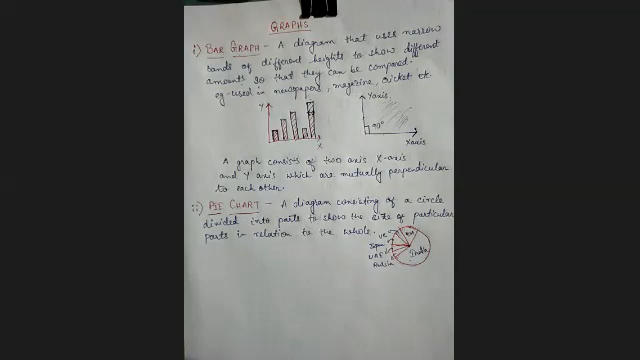 GRAPHS
i) BAR GRAPH - A diagram that uses narrow
bands of different heights to show different
amounts so that they can be compared.
eg used in newspapers, magazine, cricket etc.
Y
X
Y axis
90°
X axis
A graph consists of two axis X-axis
and Y axis which are mutually perpendicular
to each other.
ii) PIE CHART - A diagram consisting of a circle
divided into parts to show the size of particular
parts in relation to the whole.
UK
Spain
UAE
Russia
India